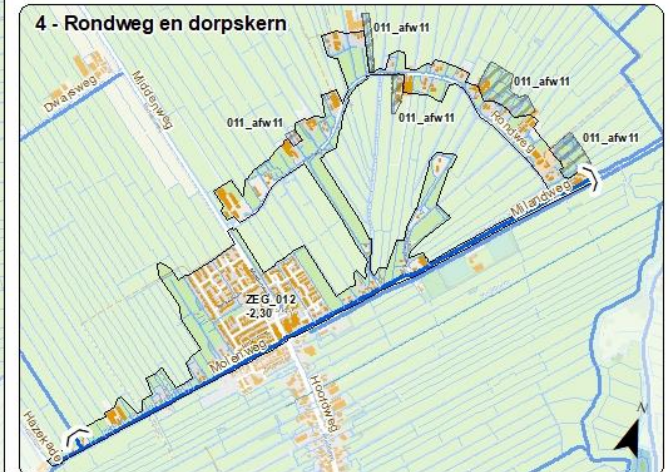 4 - Rondweg en dorpskern
011_afw11
Dwarsweg
Middenweg
011_afw11
011_afw11
011_afw11
Rondweg
011_afw11
Milandweg
ZEG_012
-2,30
Molenweg
Hoofdweg
Hazekade
N